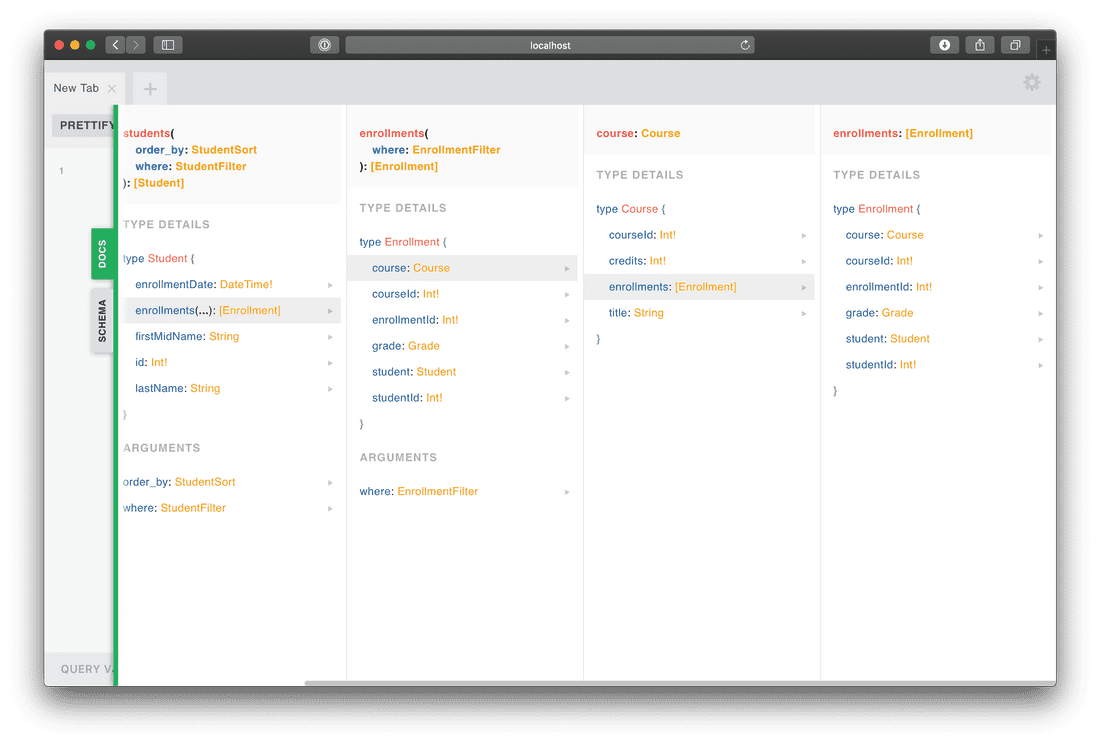 localhost
New Tab
PRETTIFY
1
DOCS
SCHEMA
QUERY VA
students(
order_by: StudentSort
where: StudentFilter
): [Student]
TYPE DETAILS
type Student {
enrollmentDate: DateTime!
enrollments(...): [Enrollment]
firstMidName: String
id: Int!
lastName: String
}
ARGUMENTS
order_by: StudentSort
where: StudentFilter
enrollments(
where: EnrollmentFilter
): [Enrollment]
TYPE DETAILS
type Enrollment {
course: Course
courseId: Int!
enrollmentId: Int!
grade: Grade
student: Student
studentId: Int!
}
ARGUMENTS
where: EnrollmentFilter
course: Course
TYPE DETAILS
type Course {
courseId: Int!
credits: Int!
enrollments: [Enrollment]
title: String
}
enrollments: [Enrollment]
TYPE DETAILS
type Enrollment {
course: Course
courseId: Int!
enrollmentId: Int!
grade: Grade
student: Student
studentId: Int!
}